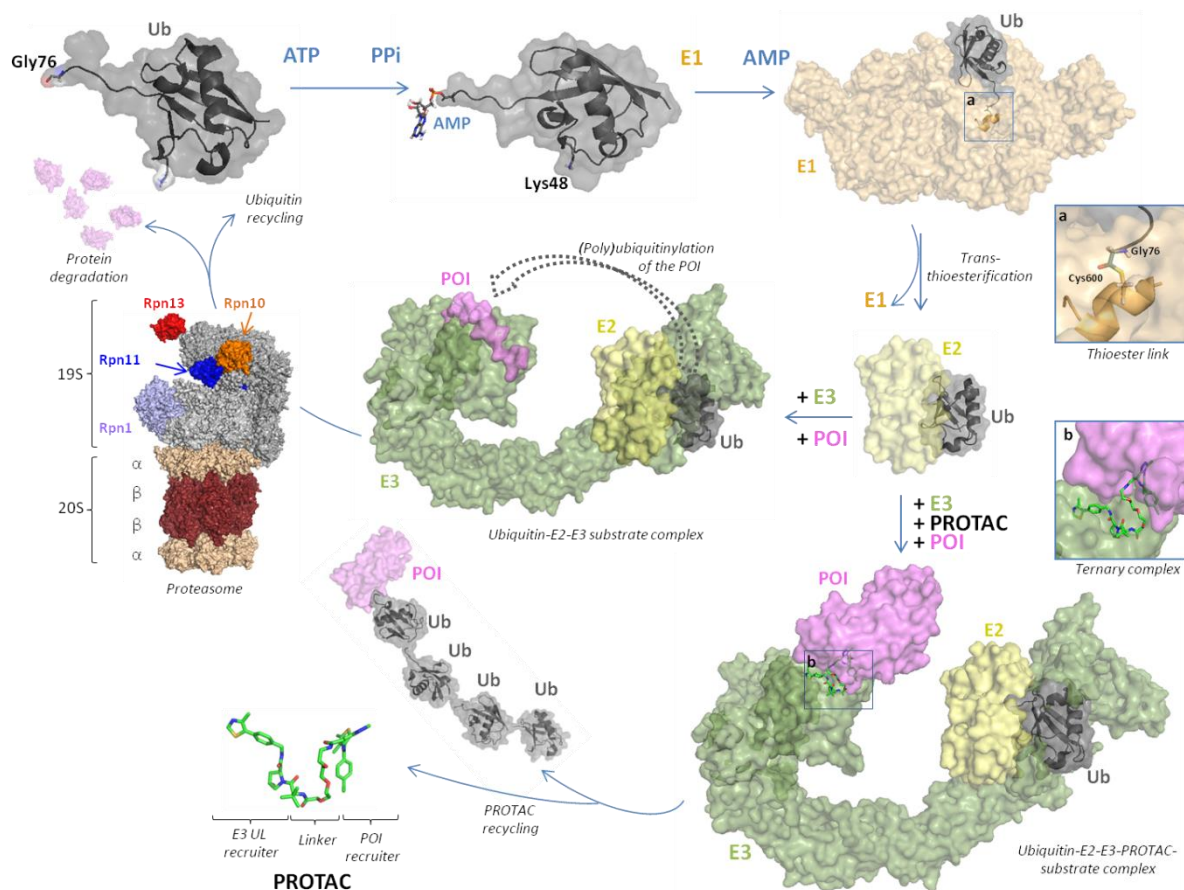 Ub
Gly76
ATP
PPi
AMP
Lys48
E1
AMP
Ub
a
E1
Ubiquitin
recycling
Protein
degradation
(Poly)ubiquitinylation
of the POI
Trans-
thioesterification
a
Gly76
Cys600
Thioester link
Rpn13
Rpn10
Rpn11
19S
Rpn1
α
β
20S
β
α
Proteasome
POI
E2
Ub
E3
Ubiquitin-E2-E3 substrate complex
E1
E2
Ub
+ E3
+ POI
+ E3
+ PROTAC
+ POI
b
Ternary complex
POI
Ub
Ub
Ub
Ub
POI
b
E2
Ub
E3
Ubiquitin-E2-E3-PROTAC-
substrate complex
PROTAC
recycling
E3 UL
recruiter
Linker
POI
recruiter
PROTAC